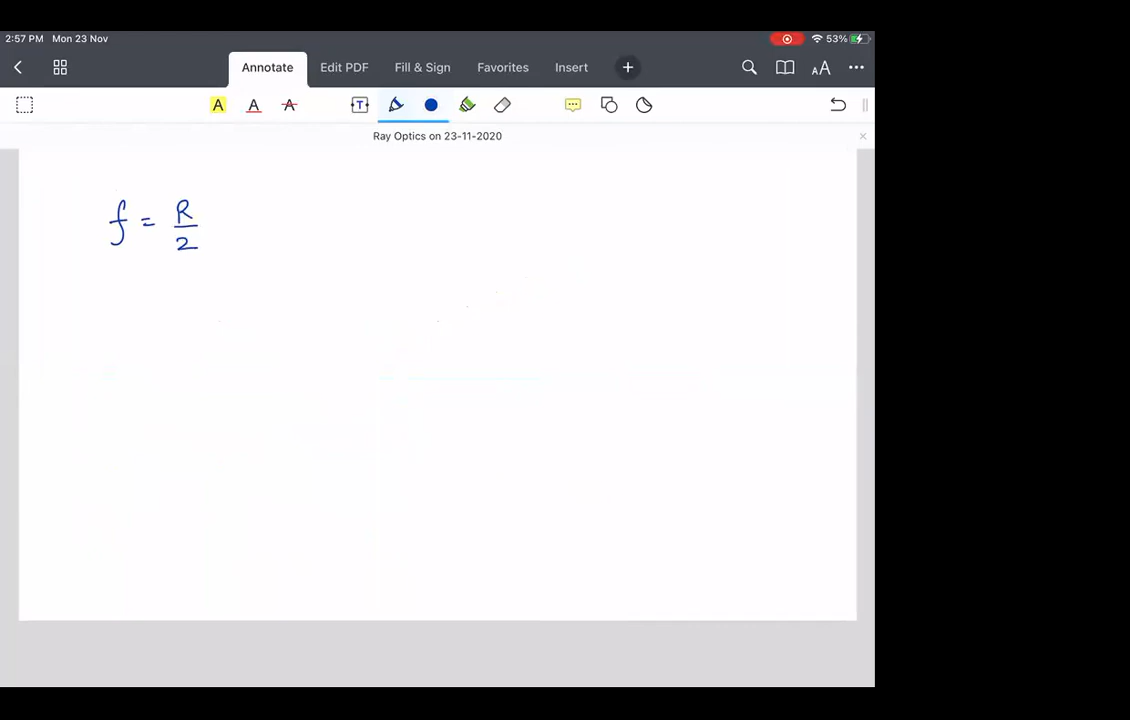 2:57 PM Mon 23 Nov 53%
Annotate Edit PDF Fill & Sign Favorites Insert + AA
A A A T
Ray Optics on 23-11-2020 ×
f = R/2